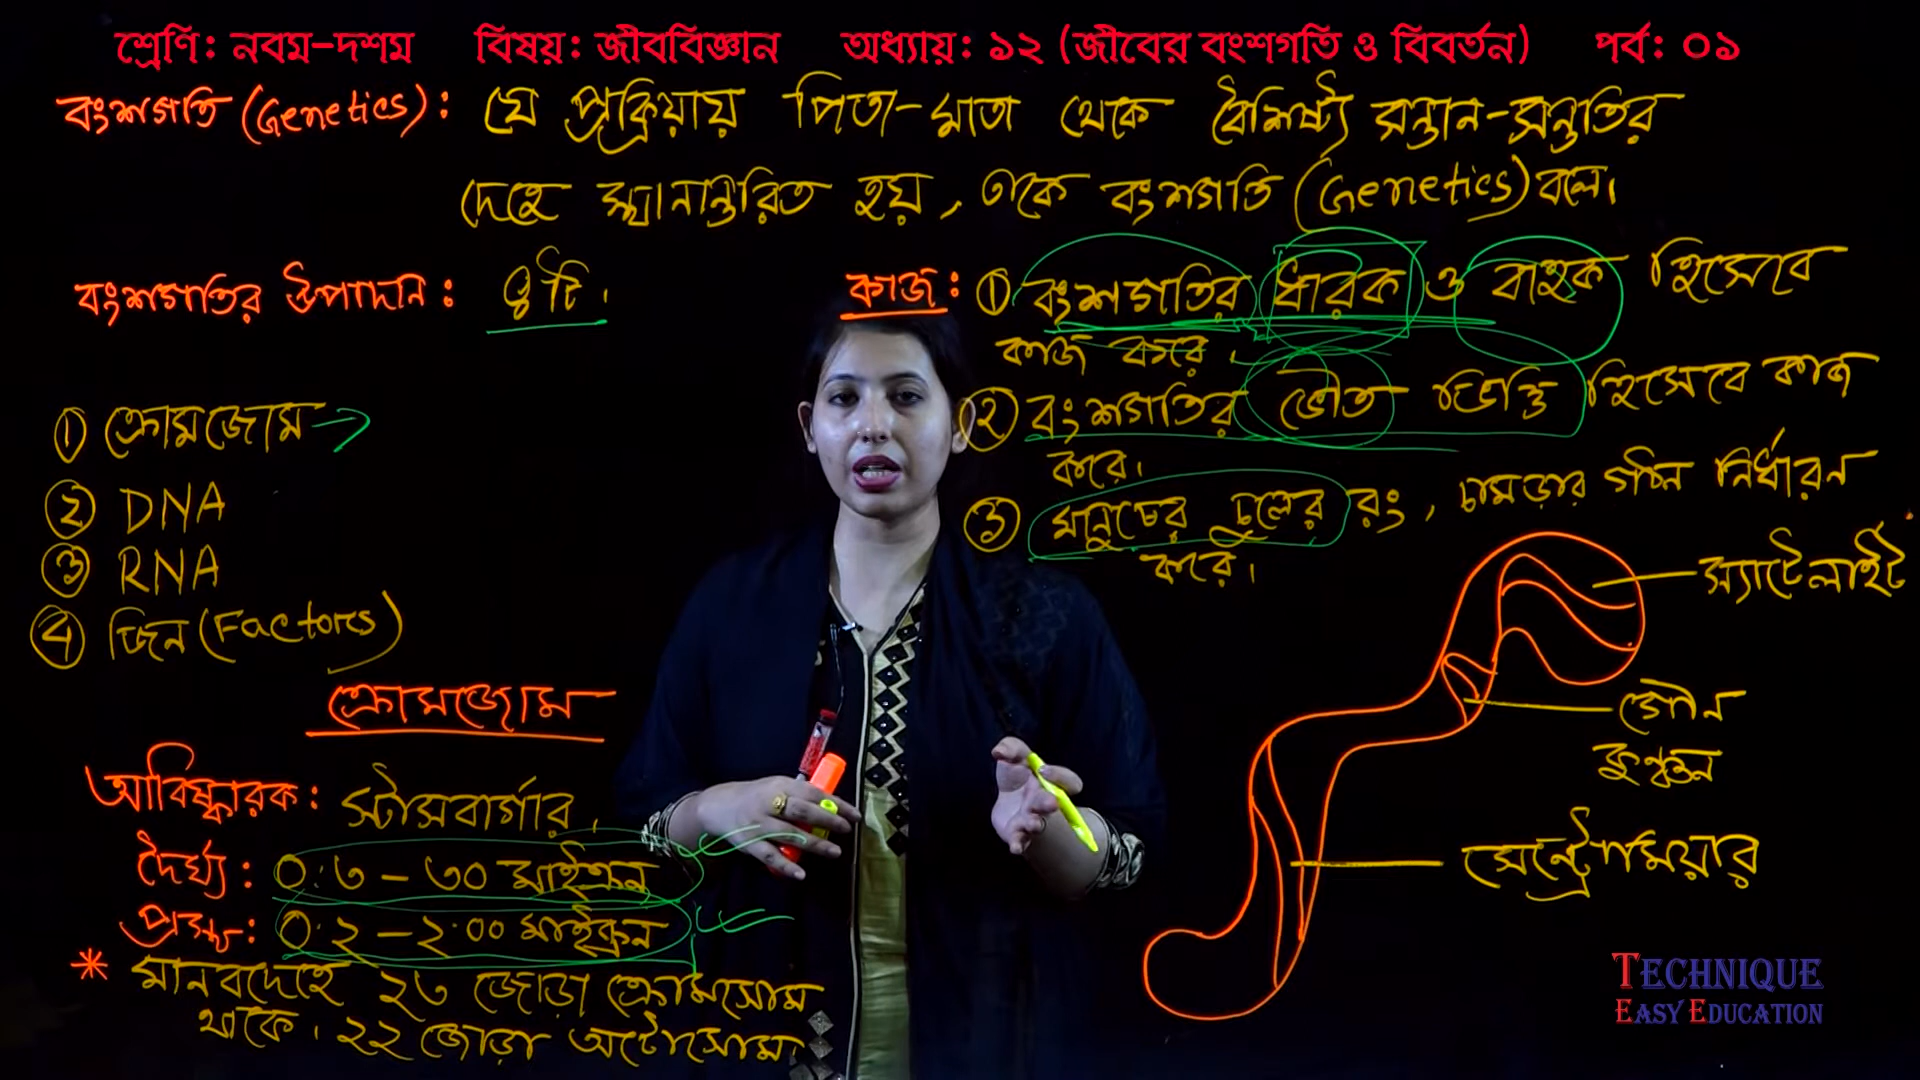 শ্রেণি: নবম-দশম বিষয়: জীববিজ্ঞান অধ্যায়: ১২ (জীবের বংশগতি ও বিবর্তন) পর্ব: ০১
বংশগতি (Genetics): যে প্রক্রিয়ায় পিতা-মাতা থেকে বৈশিষ্ট্য সন্তান-সন্ততির
দেহে স্থানান্তরিত হয়, তাকে বংশগতি (Genetics) বলে।
বংশগতির উপাদান: ৪টি।
① ক্রোমজোম→
② DNA
③ RNA
④ জিন (Factors)
কাজ: ① বংশগতির ধারক ও বাহক হিসেবে
কাজ করে।
② বংশগতির ভৌত ভিত্তি হিসেবে কাজ
করে।
③ মানুষের চুলের রং, চামড়ার গঠন নির্ধারন
করে।
ক্রোমজোম
আবিষ্কারক: স্টাসবার্গার।
দৈর্ঘ্য: ০.৩ - ৩০ মাইক্রন
প্রস্থ: ০.২ - ২.০০ মাইক্রন
* মানবদেহে ২৩ জোড়া ক্রোমসোম
থাকে। ২২ জোড়া অটোসোম।
স্যাটেলাইট
গৌন
কুঞ্চন
সেন্ট্রোমিয়ার
TECHNIQUE
EASY EDUCATION